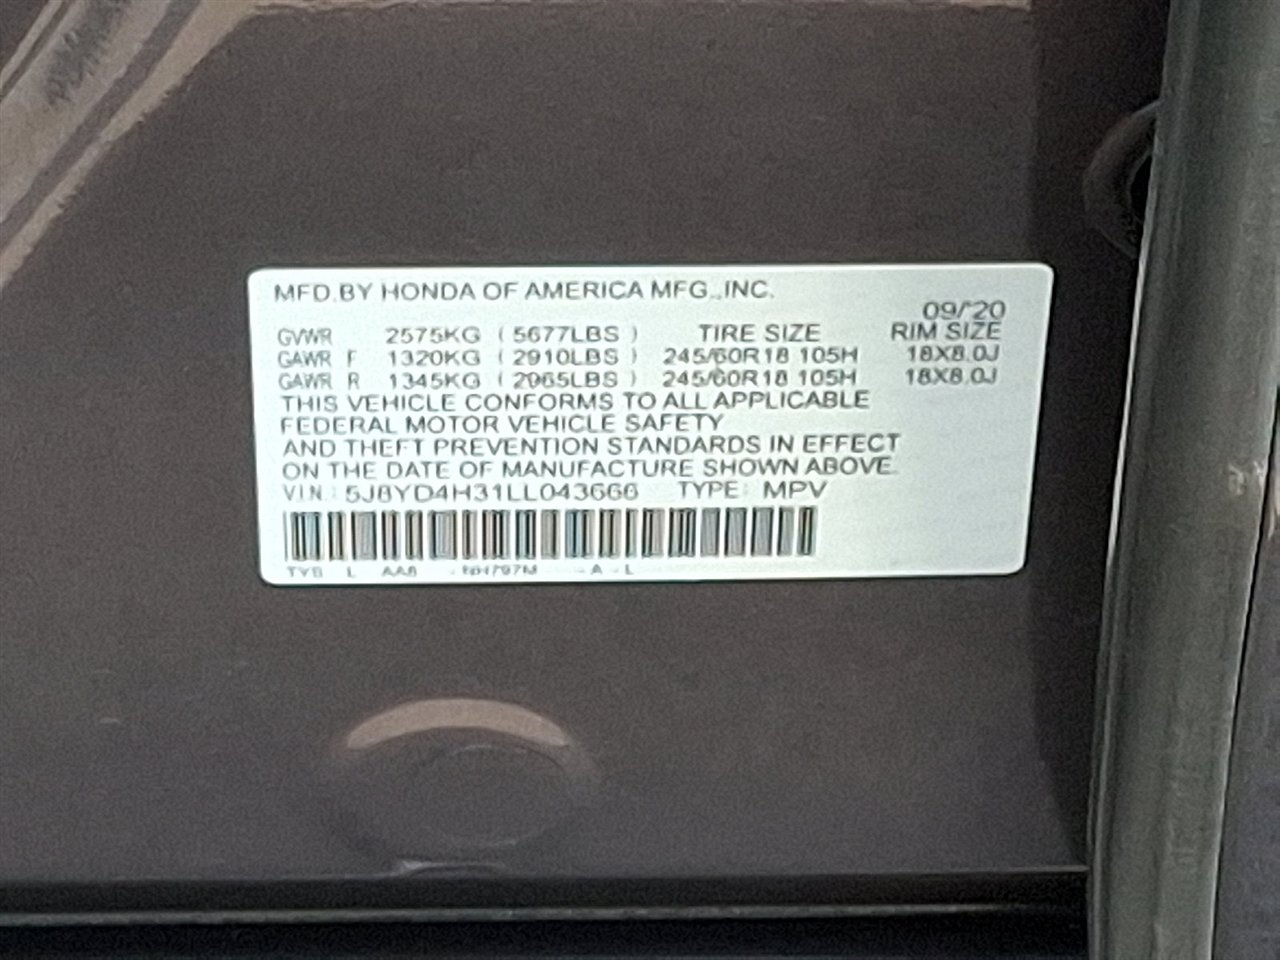 MFD.BY HONDA OF AMERICA MFG.,INC.
09/'20
GVWR 2575KG ( 5677LBS ) TIRE SIZE RIM SIZE
GAWR F 1320KG ( 2910LBS ) 245/60R18 105H 18X8.0J
GAWR R 1345KG ( 2965LBS ) 245/60R18 105H 18X8.0J
THIS VEHICLE CONFORMS TO ALL APPLICABLE
FEDERAL MOTOR VEHICLE SAFETY
AND THEFT PREVENTION STANDARDS IN EFFECT
ON THE DATE OF MANUFACTURE SHOWN ABOVE.
V.I.N.: 5J8YD4H31LL043666 TYPE: MPV
L A - L